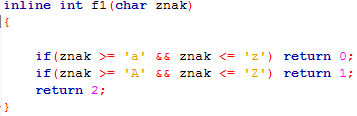 inline int f1(char znak)
{
if(znak >= 'a' && znak <= 'z') return 0;
if(znak >= 'A' && znak <= 'Z') return 1;
return 2;
}